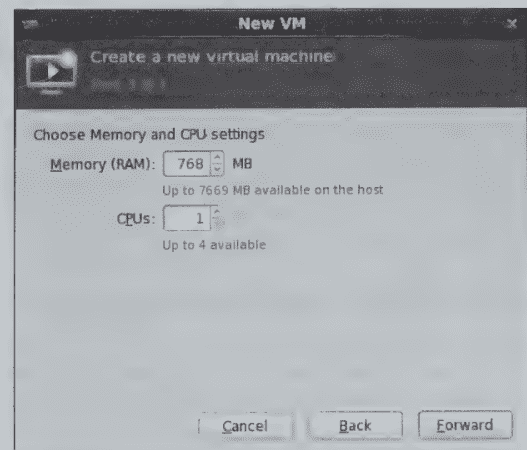 New VM
Create a new virtual machine
Choose Memory and CPU settings
Memory (RAM): 768 MB
Up to 7669 MB available on the host
CPUs: 1
Up to 4 available
Cancel Back Forward